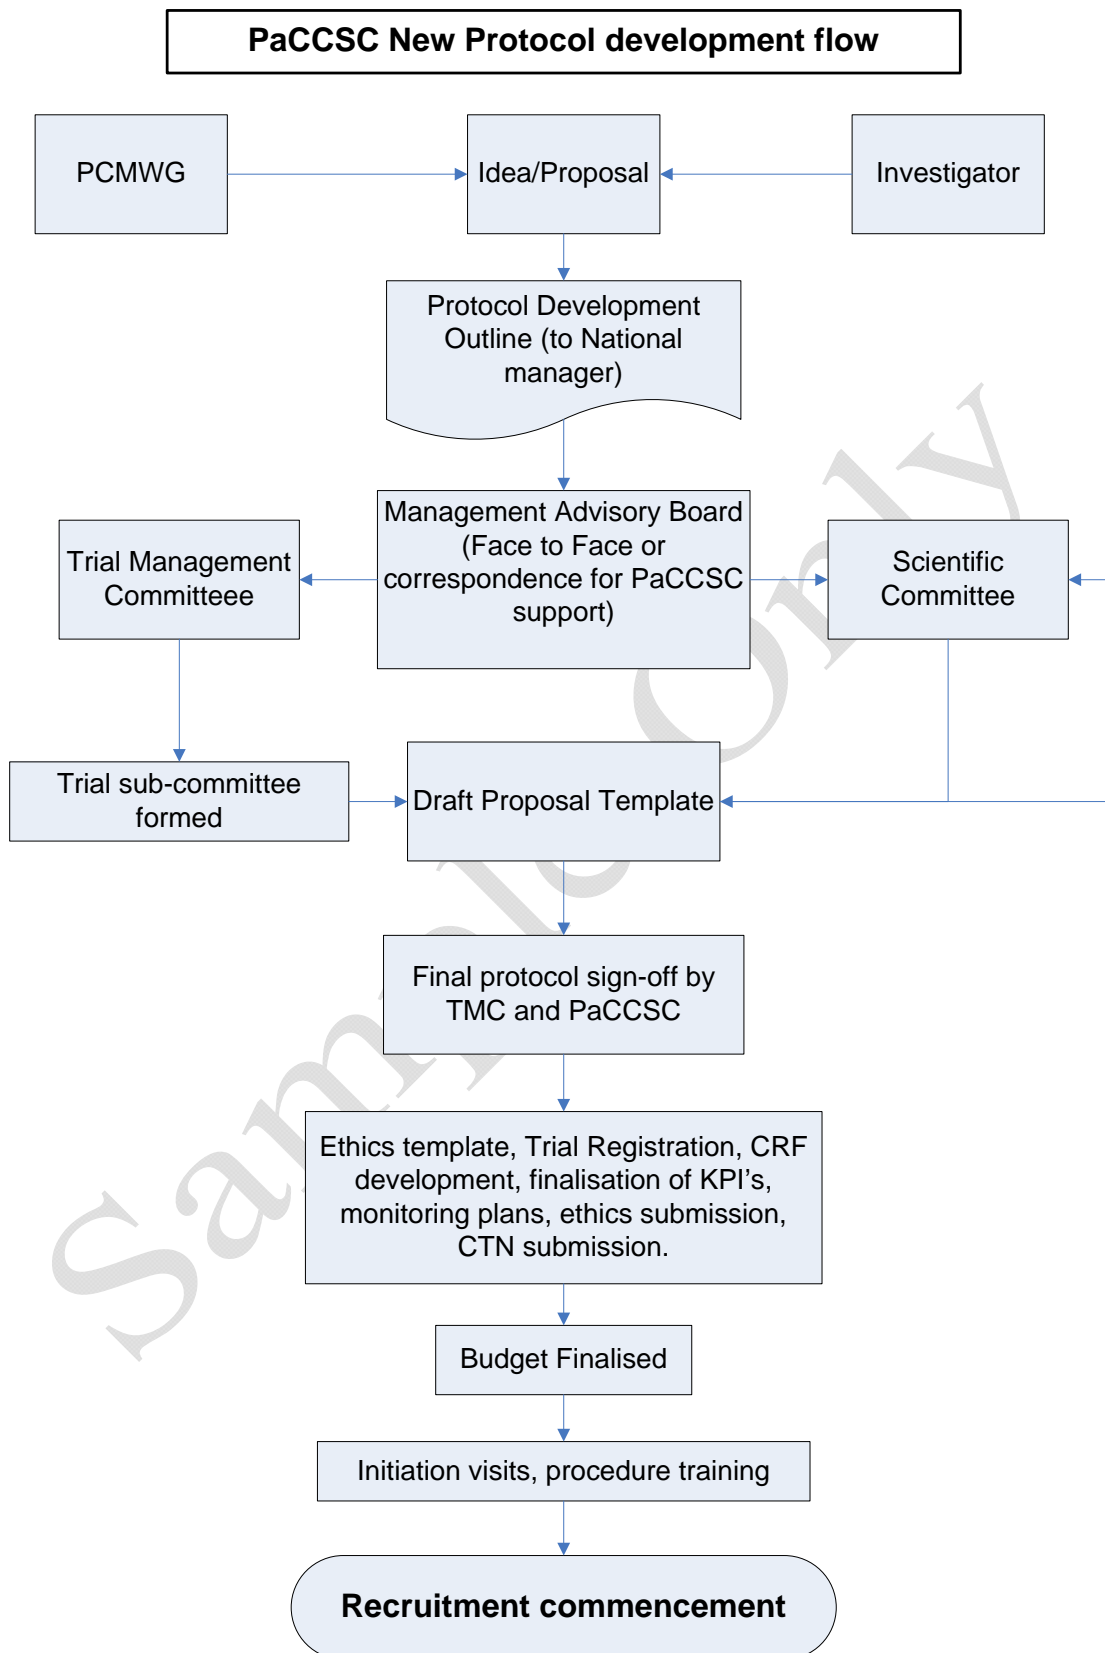 PaCCSC New Protocol development flow
PCMWG
Idea/Proposal
Investigator
Protocol Development
Outline (to National
manager)
Management Advisory Board
(Face to Face or
correspondence for PaCCSC
support)
Trial Management
Committeee
Scientific
Committee
Trial sub-committee
formed
Draft Proposal Template
Final protocol sign-off by
TMC and PaCCSC
Ethics template, Trial Registration, CRF
development, finalisation of KPI’s,
monitoring plans, ethics submission,
CTN submission.
Budget Finalised
Initiation visits, procedure training
Recruitment commencement
Sample Only